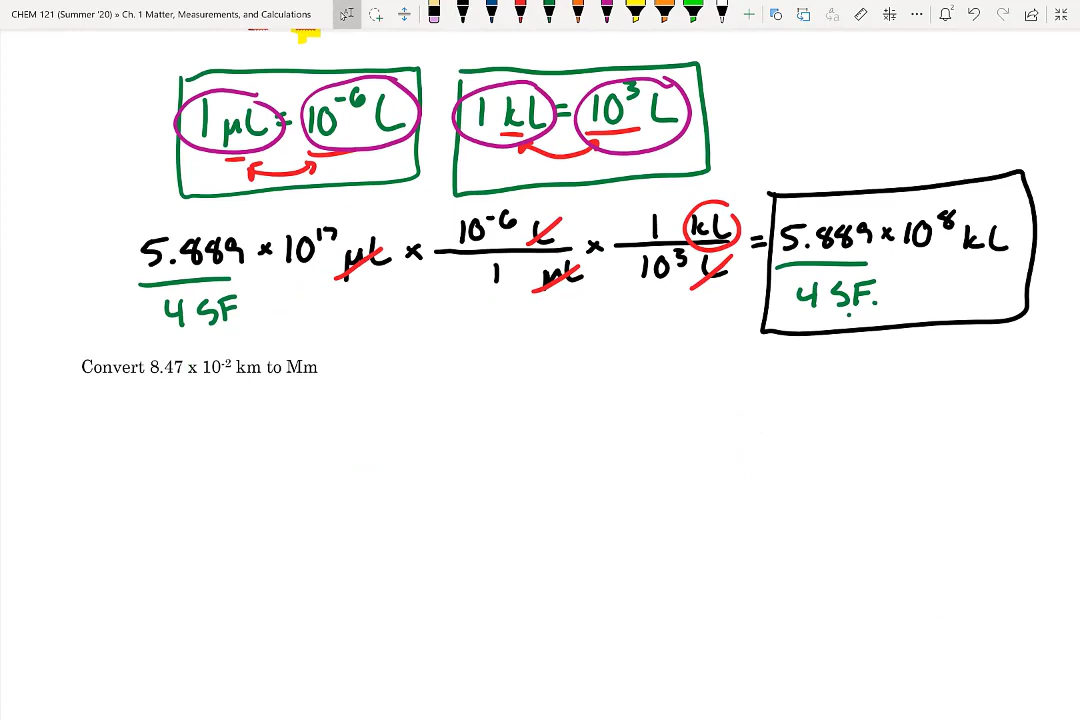 CHEM 121 (Summer '20) » Ch. 1 Matter, Measurements, and Calculations
1 μL = 10⁻⁶ L 1 kL = 10³ L
5.889 × 10¹⁷ μL × 10⁻⁶ L / 1 μL × 1 kL / 10³ L = 5.889 × 10⁸ kL
4 SF 4 SF.
Convert 8.47 x 10⁻² km to Mm